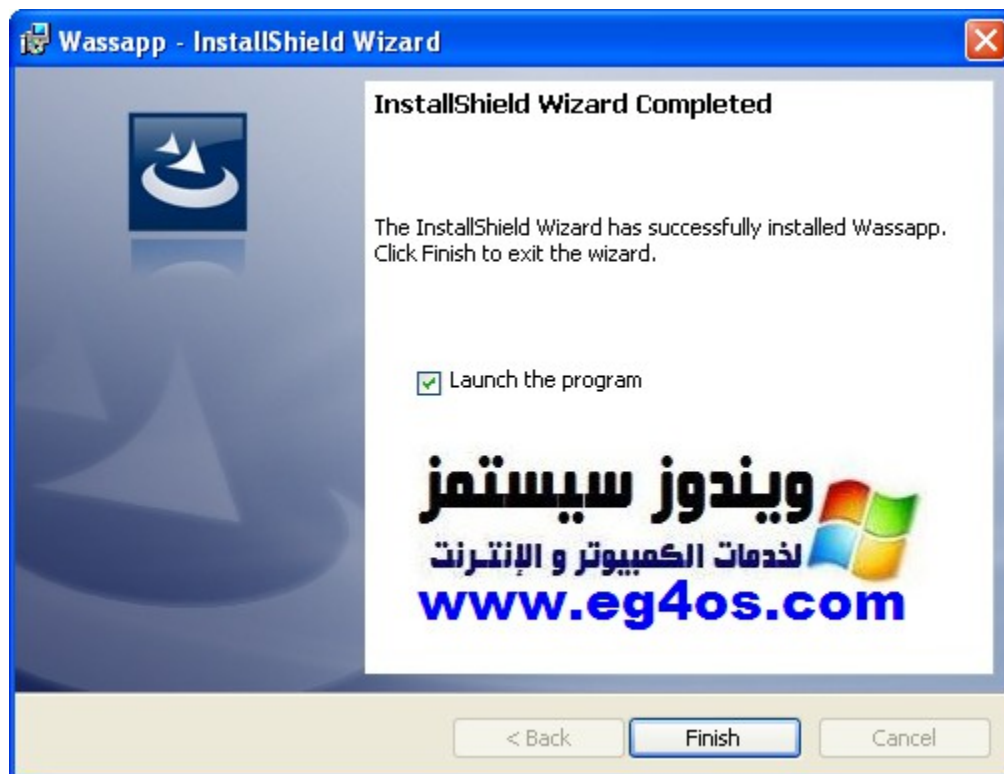 Wassapp - InstallShield Wizard
InstallShield Wizard Completed
The InstallShield Wizard has successfully installed Wassapp.
Click Finish to exit the wizard.
Launch the program
ويندوز سيستمز
لخدمات الكمبيوتر و الإنترنت
www.eg4os.com
< Back Finish Cancel